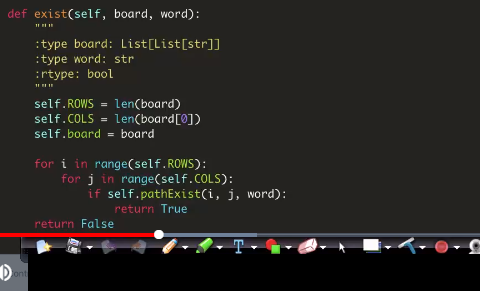 def exist(self, board, word):
    """
    :type board: List[List[str]]
    :type word: str
    :rtype: bool
    """
    self.ROWS = len(board)
    self.COLS = len(board[0])
    self.board = board

    for i in range(self.ROWS):
        for j in range(self.COLS):
            if self.pathExist(i, j, word):
                return True
    return False
T